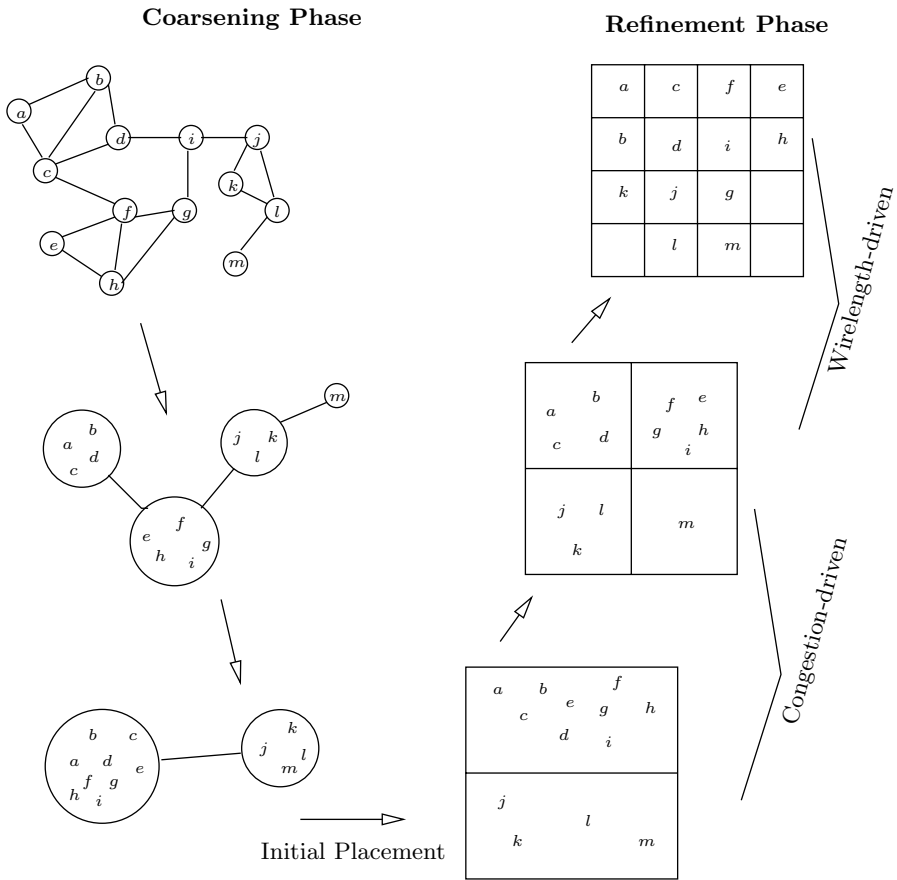 Coarsening Phase
b
a
d
i
j
c
k
f
g
l
e
m
h
m
b
a
d
c
j
k
l
f
e
g
h
i
b
c
a
d
e
f
g
h
i
k
j
l
m
Initial Placement
Refinement Phase
a c f e
b d i h
k j g
l m
Wirelength-driven
a b
c d
f e
g h
i
j l
k
m
Congestion-driven
a b f
c e g h
d i
j
l
k m